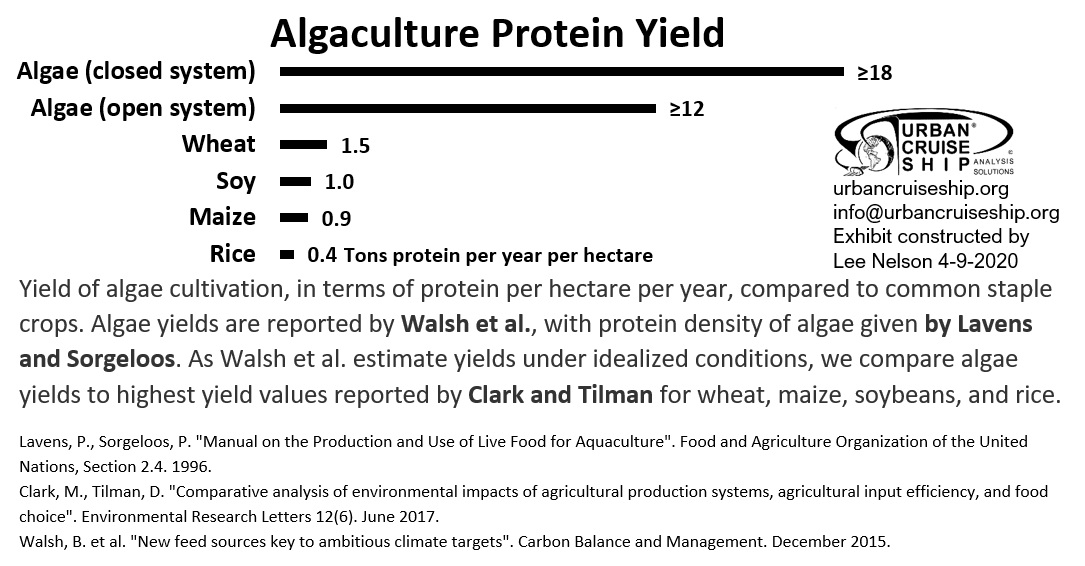 Algaculture Protein Yield
Algae (closed system) ≥18
Algae (open system) ≥12
Wheat 1.5
Soy 1.0
Maize 0.9
Rice 0.4 Tons protein per year per hectare
URBAN®
CRUISE
SHIP ANALYSIS SOLUTIONS ©
urbancruiseship.org
info@urbancruiseship.org
Exhibit constructed by
Lee Nelson 4-9-2020
Yield of algae cultivation, in terms of protein per hectare per year, compared to common staple
crops. Algae yields are reported by Walsh et al., with protein density of algae given by Lavens
and Sorgeloos. As Walsh et al. estimate yields under idealized conditions, we compare algae
yields to highest yield values reported by Clark and Tilman for wheat, maize, soybeans, and rice.
Lavens, P., Sorgeloos, P. "Manual on the Production and Use of Live Food for Aquaculture". Food and Agriculture Organization of the United
Nations, Section 2.4. 1996.
Clark, M., Tilman, D. "Comparative analysis of environmental impacts of agricultural production systems, agricultural input efficiency, and food
choice". Environmental Research Letters 12(6). June 2017.
Walsh, B. et al. "New feed sources key to ambitious climate targets". Carbon Balance and Management. December 2015.